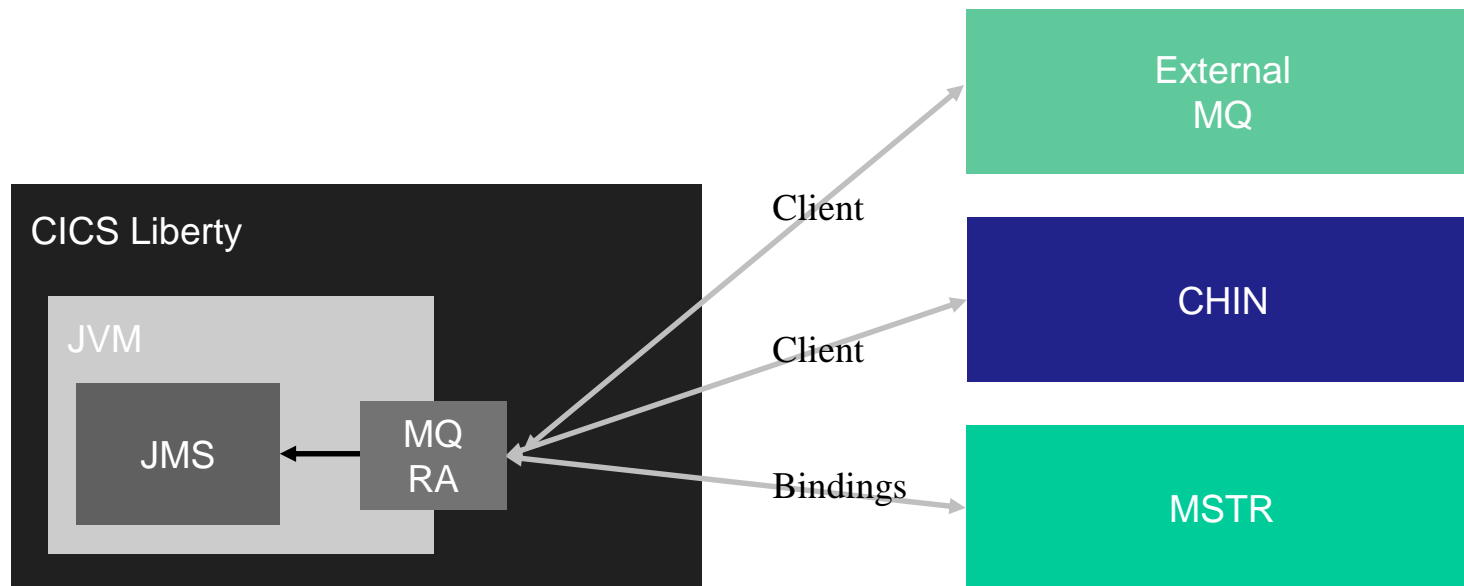 External
MQ
Client
CICS Liberty
CHIN
JVM
Client
MQ
RA
JMS
Bindings
MSTR